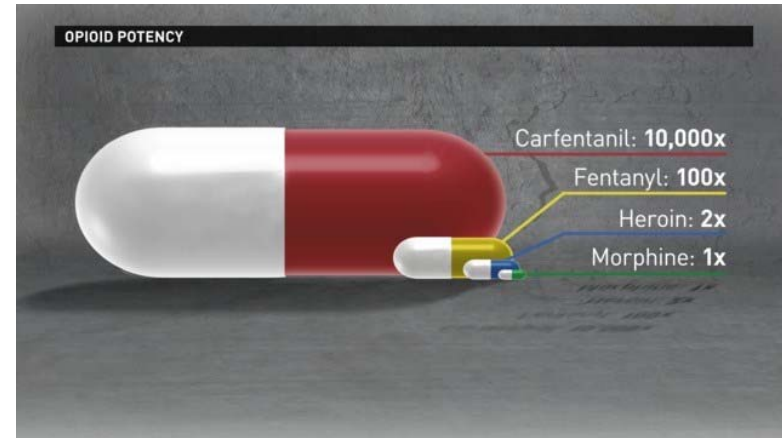 OPIOID POTENCY
Carfentanil: 10,000x
Fentanyl: 100x
Heroin: 2x
Morphine: 1x